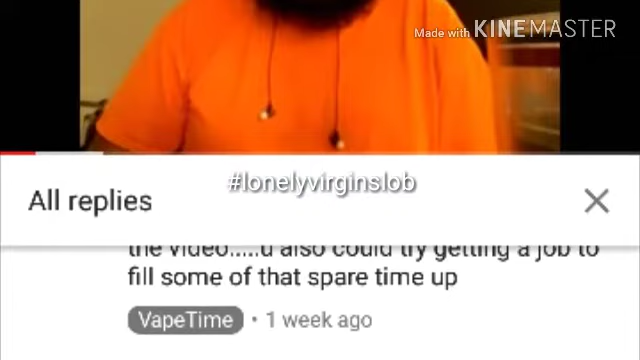 Made with KINEMASTER
#lonelyvirginslob
All replies
the video.....u also could try getting a job to
fill some of that spare time up
VapeTime • 1 week ago